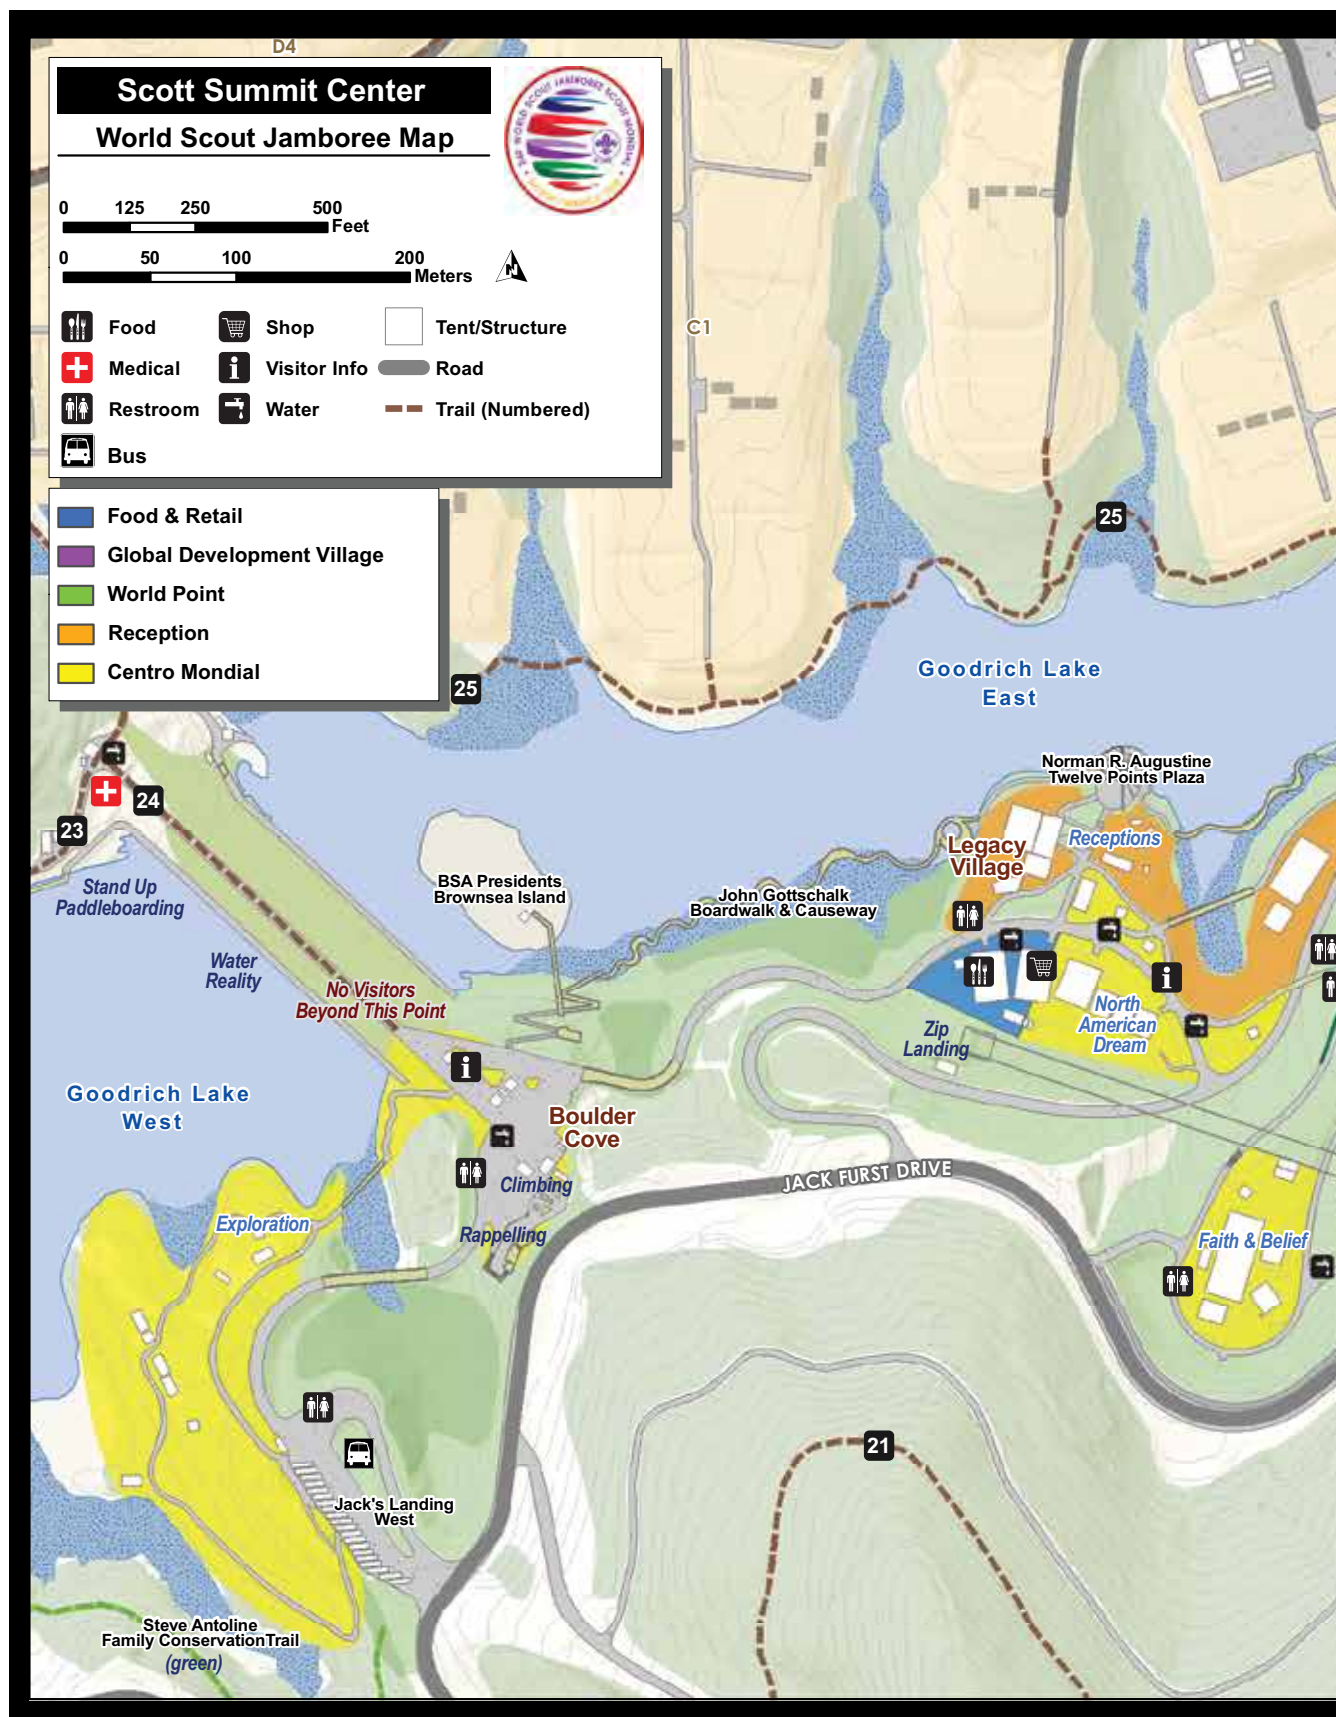 D4
Scott Summit Center
World Scout Jamboree Map
0 125 250 500
Feet
0 50 100 200
Meters
N
Food
Shop
Tent/Structure
Medical
Visitor Info
Road
Restroom
Water
Trail (Numbered)
Bus
Food & Retail
Global Development Village
World Point
Reception
Centro Mondial
C1
25
25
Goodrich Lake
East
Norman R. Augustine
Twelve Points Plaza
24
23
Stand Up
Paddleboarding
Legacy
Village
Receptions
BSA Presidents
Brownsea Island
John Gottschalk
Boardwalk & Causeway
Water
Reality
No Visitors
Beyond This Point
North
American
Dream
Zip
Landing
Goodrich Lake
West
Boulder
Cove
Climbing
JACK FURST DRIVE
Exploration
Rappelling
Faith & Belief
21
Jack's Landing
West
Steve Antoline
Family ConservationTrail
(green)